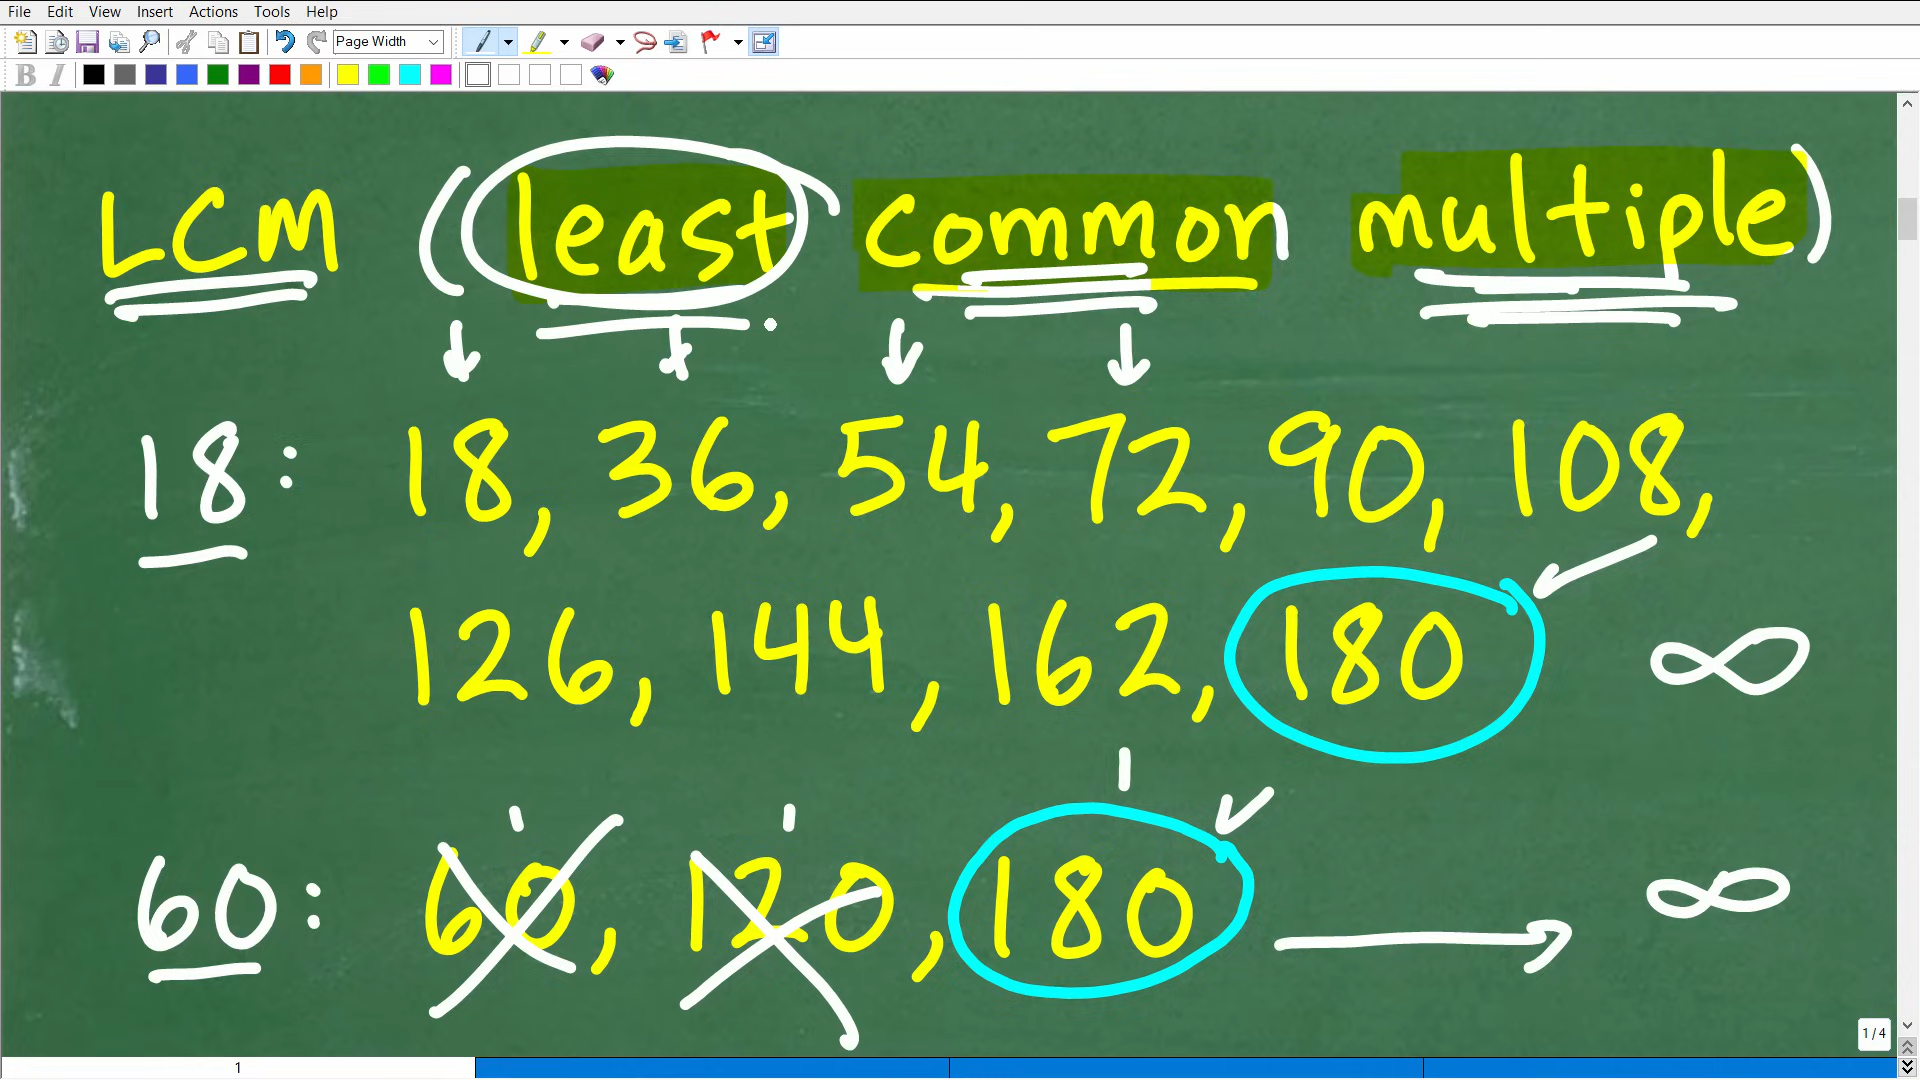 File Edit View Insert Actions Tools Help
Page Width
B I
LCM (least common multiple)
18: 18, 36, 54, 72, 90, 108,
126, 144, 162, 180 ∞
60: 60, 120, 180 ∞
1 / 4
1